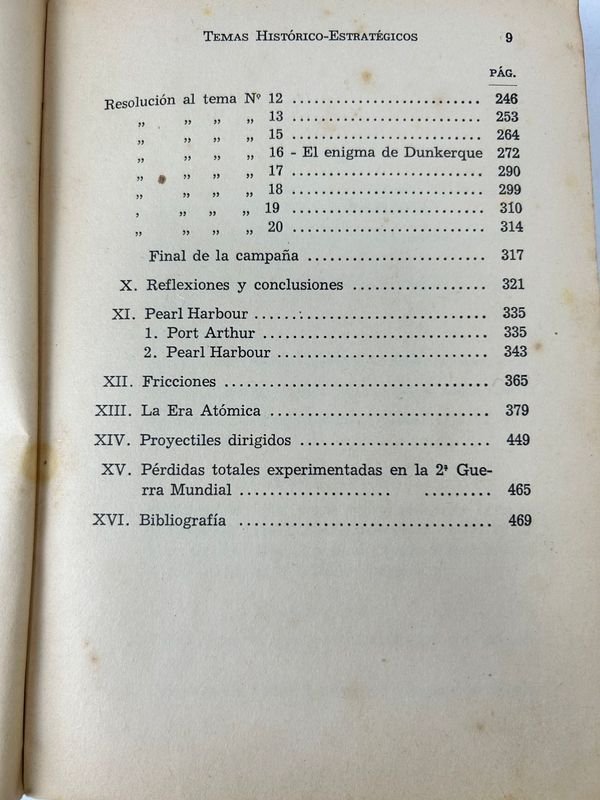 TEMAS HISTÓRICO-ESTRATÉGICOS 9
PÁG.
Resolución al tema Nº 12 .......................... 246
„ „ „ „ 13 .......................... 253
„ „ „ „ 15 .......................... 264
„ „ „ „ 16 - El enigma de Dunkerque 272
„ „ „ „ 17 .......................... 290
„ „ „ „ 18 .......................... 299
, „ „ „ 19 .......................... 310
„ „ „ „ 20 .......................... 314
Final de la campaña ........................ 317
X. Reflexiones y conclusiones ................... 321
XI. Pearl Harbour ................................ 335
1. Port Arthur ............................... 335
2. Pearl Harbour ............................. 343
XII. Fricciones .................................... 365
XIII. La Era Atómica .............................. 379
XIV. Proyectiles dirigidos .......................... 449
XV. Pérdidas totales experimentadas en la 2ª Gue-
rra Mundial .................... ......... 465
XVI. Bibliografía .................................. 469